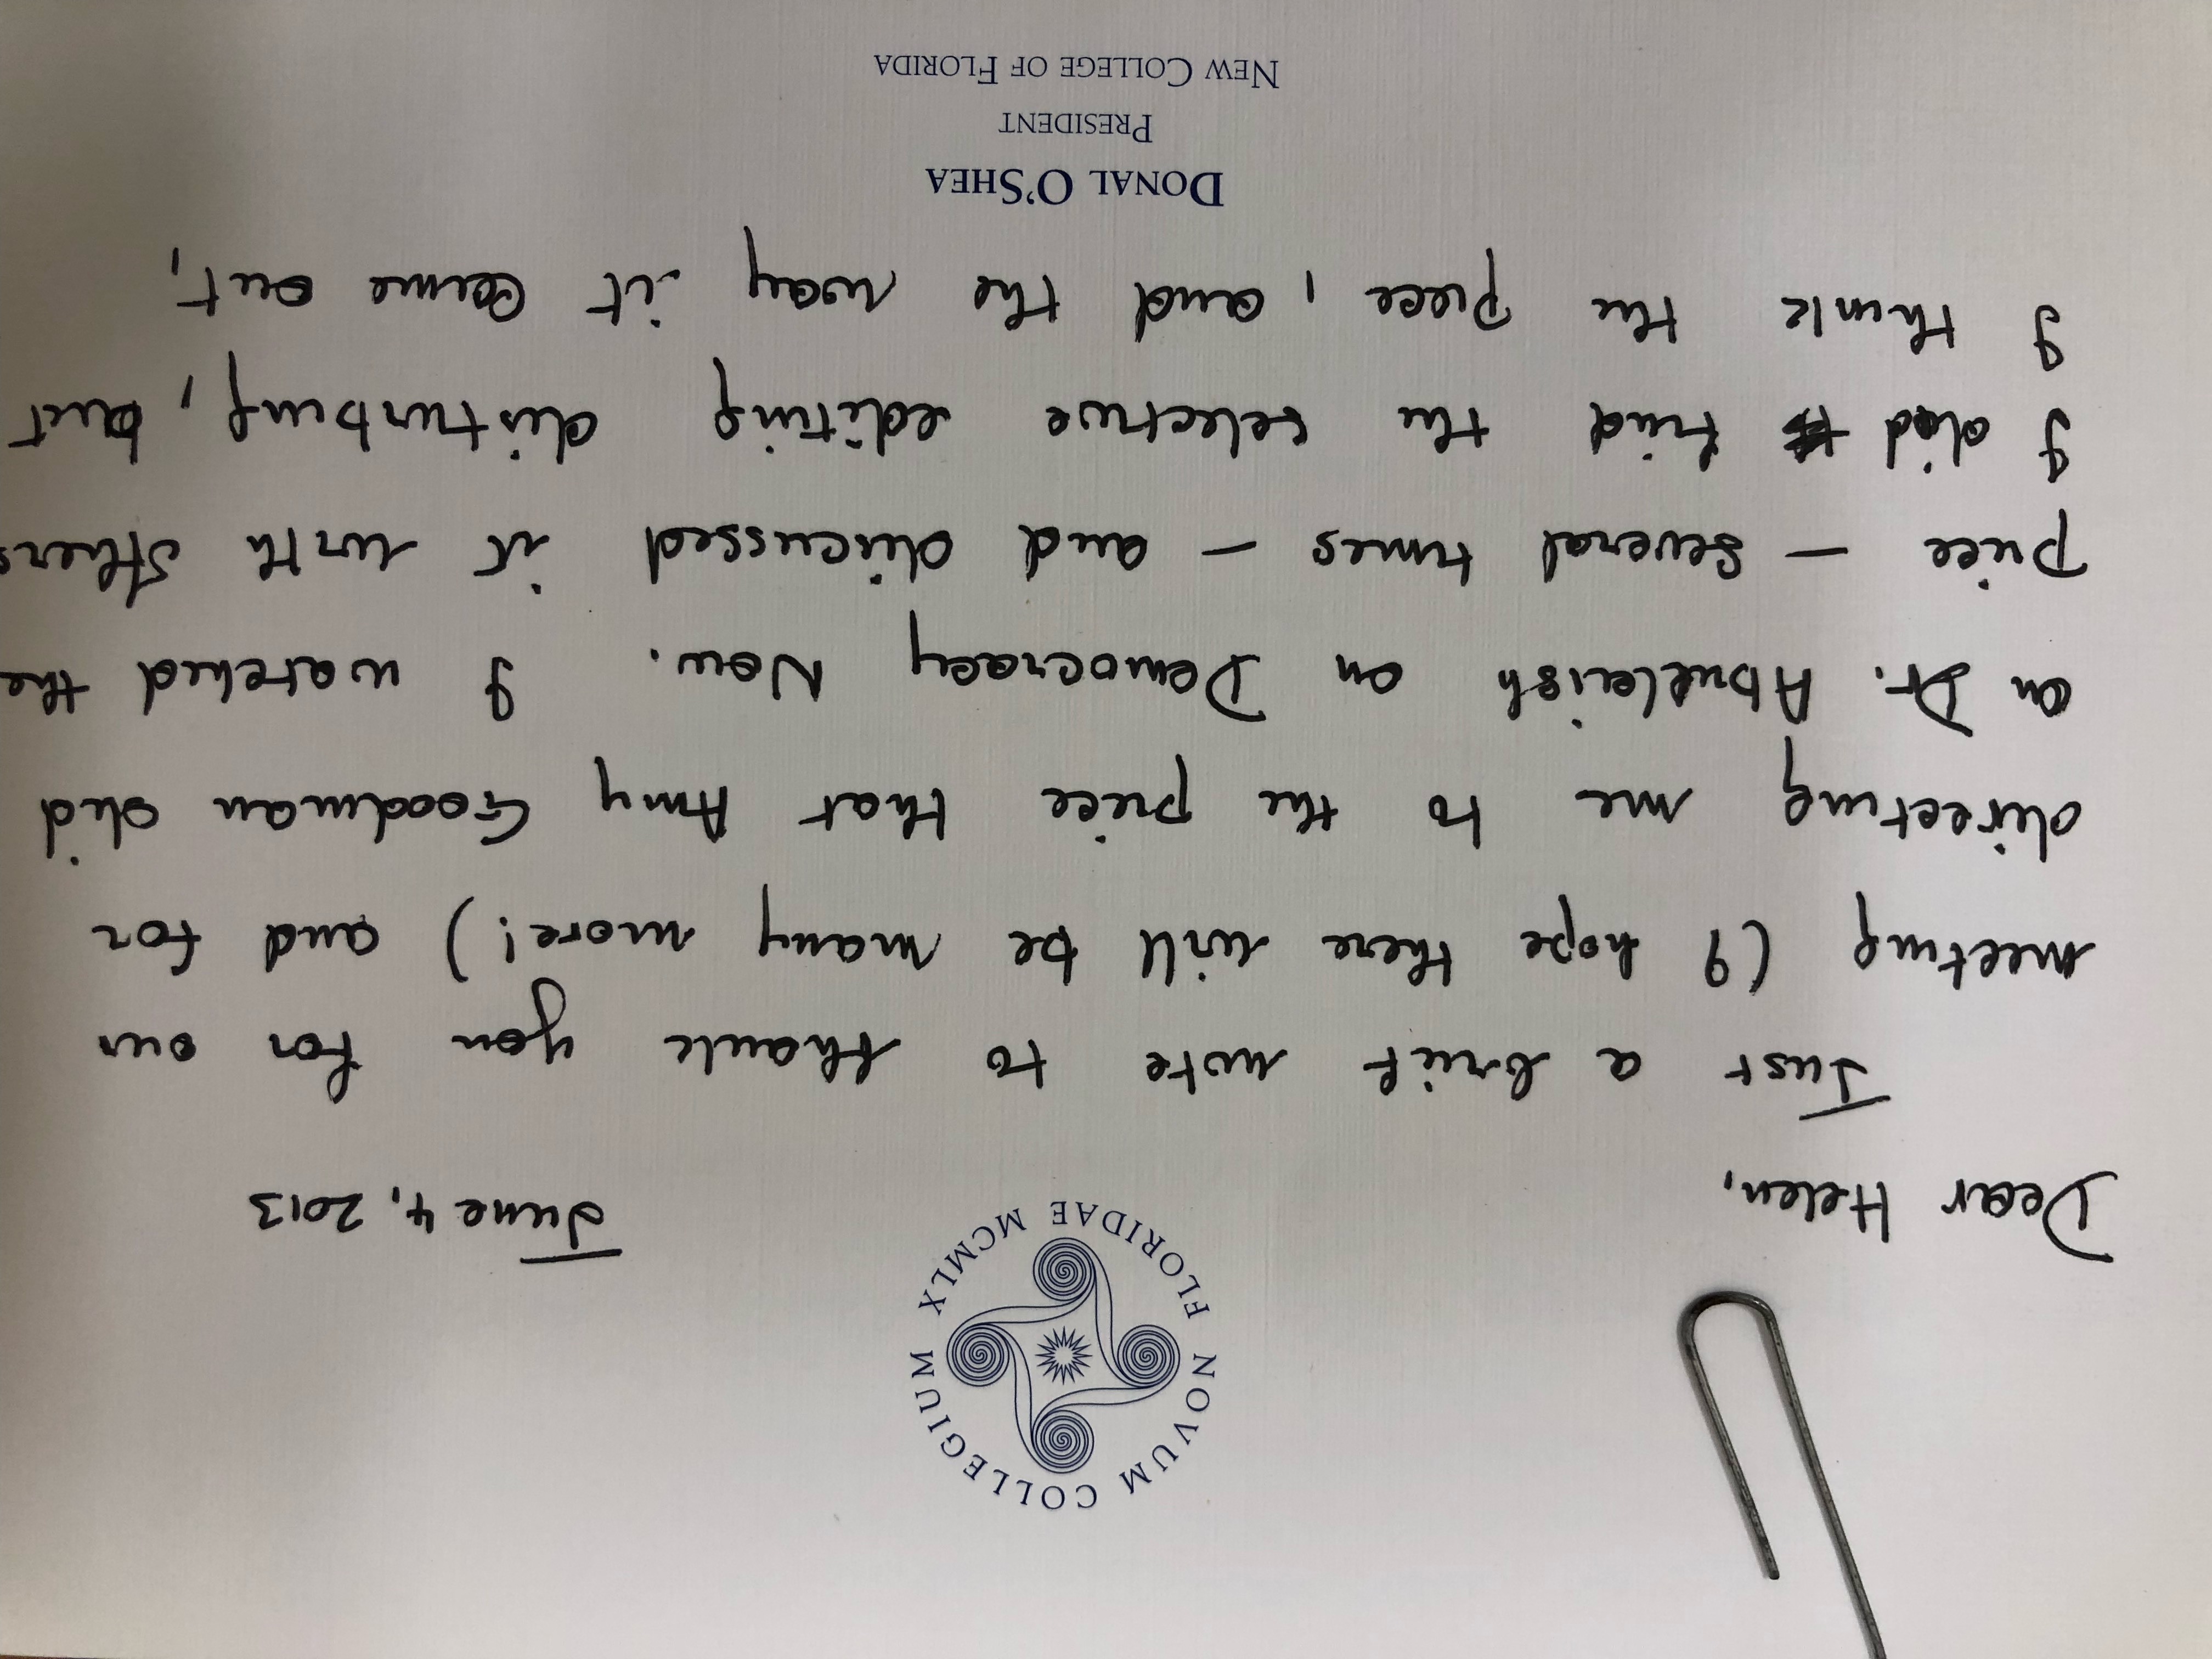 NOVUM COLLEGIUM FLORIDAE MCMLX
Dear Helen,
June 4, 2013
Just a brief note to thank you for our
meeting (I hope there will be many more!) and for
directing me to the piece that Amy Goodman did
on Dr. Abuelaish on Democracy Now. I watched the
piece — several times — and discussed it with others
I did find the selective editing disturbing, but
I think the piece, and the way it came out,
DONAL O'SHEA
PRESIDENT
NEW COLLEGE OF FLORIDA